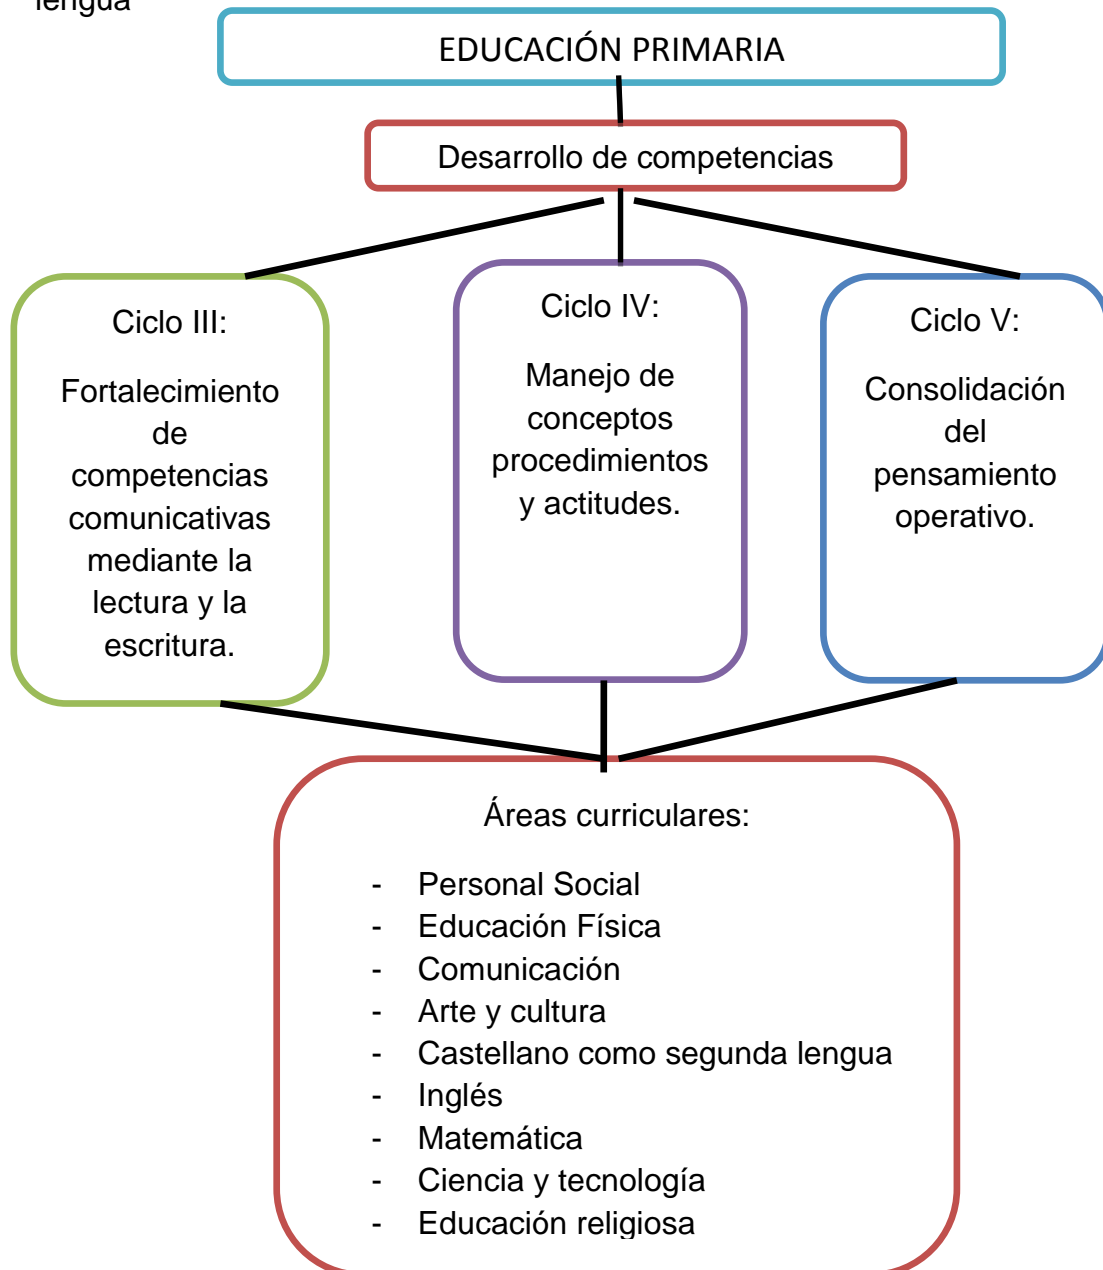 lengua
EDUCACIÓN PRIMARIA
Desarrollo de competencias
Ciclo III:
Fortalecimiento
de
competencias
comunicativas
mediante la
lectura y la
escritura.
Ciclo IV:
Manejo de
conceptos
procedimientos
y actitudes.
Ciclo V:
Consolidación
del
pensamiento
operativo.
Áreas curriculares:
- Personal Social
- Educación Física
- Comunicación
- Arte y cultura
- Castellano como segunda lengua
- Inglés
- Matemática
- Ciencia y tecnología
- Educación religiosa